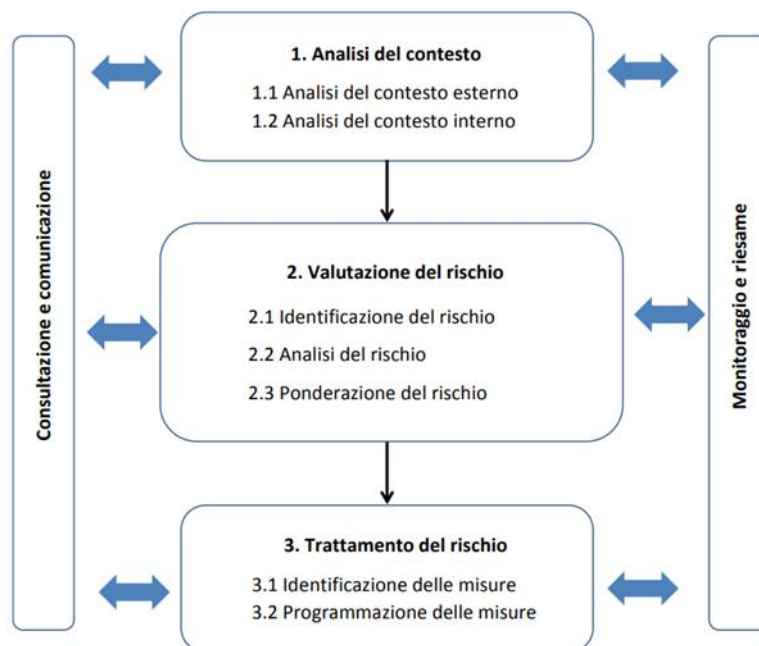 Consultazione e comunicazione
1. Analisi del contesto
1.1 Analisi del contesto esterno
1.2 Analisi del contesto interno
2. Valutazione del rischio
2.1 Identificazione del rischio
2.2 Analisi del rischio
2.3 Ponderazione del rischio
3. Trattamento del rischio
3.1 Identificazione delle misure
3.2 Programmazione delle misure
Monitoraggio e riesame